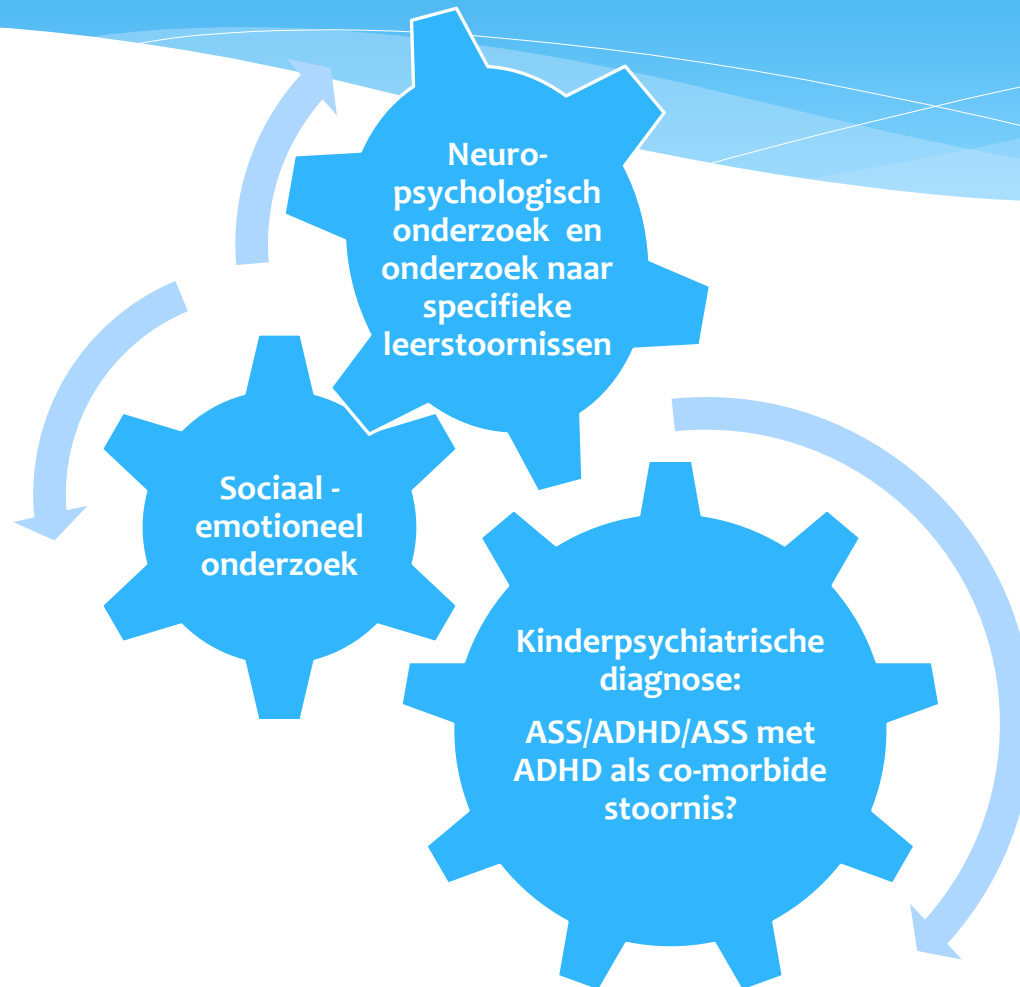 Neuro-
psychologisch
onderzoek en
onderzoek naar
specifieke
leerstoornissen
Sociaal -
emotioneel
onderzoek
Kinderpsychiatrische
diagnose:
ASS/ADHD/ASS met
ADHD als co-morbide
stoornis?